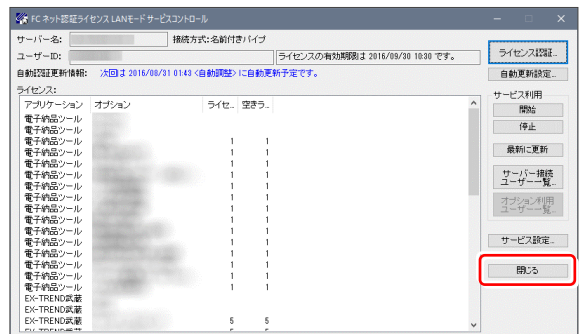 FC ネット認証ライセンス LANモード サービスコントロール
サーバー名: 接続方式:名前付きパイプ
ユーザーID: ライセンスの有効期限は 2016/09/30 10:30 です。
自動認証更新情報: 次回は 2016/08/31 01:43 <自動調整> に自動更新予定です。
ライセンス:
アプリケーション オプション ライセ... 空きラ...
電子納品ツール
電子納品ツール
電子納品ツール 1 1
電子納品ツール 1 1
電子納品ツール 1 1
電子納品ツール 1 1
電子納品ツール 1 1
電子納品ツール 1 1
電子納品ツール 1 1
電子納品ツール 1 1
電子納品ツール 1 1
電子納品ツール 1 1
電子納品ツール 1 1
電子納品ツール 1 1
電子納品ツール 1 1
電子納品ツール 1 1
EX-TREND武蔵
EX-TREND武蔵
EX-TREND武蔵 5 5
ライセンス認証...
自動更新設定...
サービス利用
開始
停止
最新に更新
サーバー接続
ユーザー一覧...
オプション利用
ユーザー一覧...
サービス設定...
閉じる